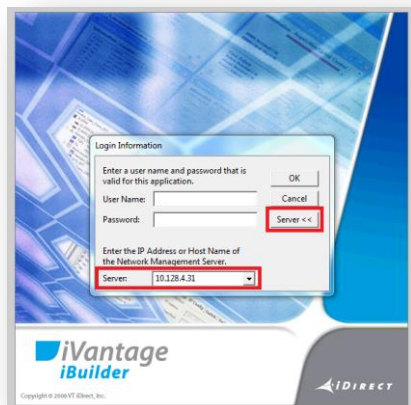 Login Information
Enter a user name and password that is
valid for this application.
OK
User Name:
Cancel
Password:
Server <<
Enter the IP Address or Host Name of
the Network Management Server.
Server: 10.128.4.31
iVantage
iBuilder
iDIRECT
Copyright © 2006 VT iDirect, Inc.